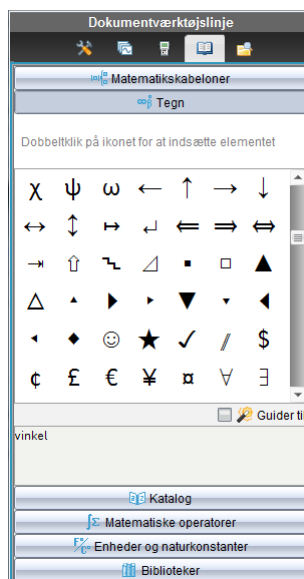 Dokumentværktøjslinje
Matematikskabeloner
∞β° Tegn
Dobbeltklik på ikonet for at indsætte elementet
χ ψ ω ← ↑ → ↓
↔ ↕ ↦ ↵ ⇐ ⇒ ⇔
⇥ ⇧ ◿ ▪ □ ▲
△ ▴ ▶ ▸ ▼ ▾ ◀
◂ ◆ ☺ ★ ✓ ⫽ $
¢ £ € ¥ ¤ ∀ ∃
Guider til
vinkel
Katalog
∫Σ Matematiske operatorer
Enheder og naturkonstanter
Biblioteker